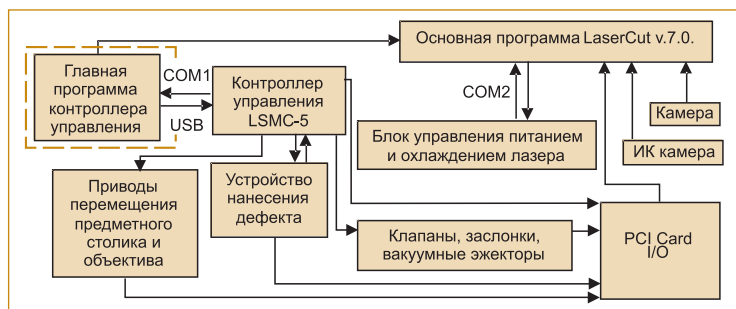 Основная программа LaserCut v.7.0.
Главная
программа
контроллера
управления
COM1
USB
Контроллер
управления
LSMC-5
COM2
Камера
Блок управления питанием
и охлаждением лазера
ИК камера
Приводы
перемещения
предметного
столика и
объектива
Устройство
нанесения
дефекта
Клапаны, заслонки,
вакуумные эжекторы
PCI Card
I/O